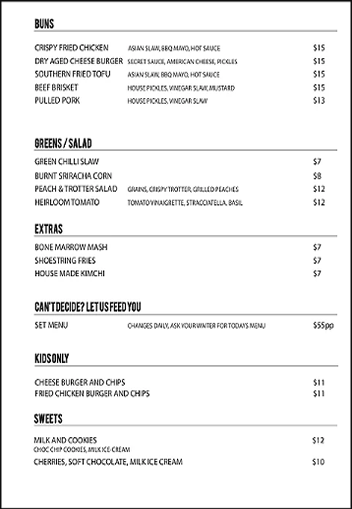 BUNS
CRISPY FRIED CHICKEN ASIAN SLAW, BBQ MAYO, HOT SAUCE $15
DRY AGED CHEESE BURGER SECRET SAUCE, AMERICAN CHEESE, PICKLES $15
SOUTHERN FRIED TOFU ASIAN SLAW, BBQ MAYO, HOT SAUCE $15
BEEF BRISKET HOUSE PICKLES, VINEGAR SLAW, MUSTARD $15
PULLED PORK HOUSE PICKLES, VINEGAR SLAW $13
GREENS / SALAD
GREEN CHILLI SLAW $7
BURNT SRIRACHA CORN $8
PEACH & TROTTER SALAD GRAINS, CRISPY TROTTER, GRILLED PEACHES $12
HEIRLOOM TOMATO TOMATO VINAIGRETTE, STRACCIATELLA, BASIL $12
EXTRAS
BONE MARROW MASH $7
SHOESTRING FRIES $7
HOUSE MADE KIMCHI $7
CAN'T DECIDE? LET US FEED YOU
SET MENU CHANGES DAILY, ASK YOUR WAITER FOR TODAYS MENU $55pp
KIDS ONLY
CHEESE BURGER AND CHIPS $11
FRIED CHICKEN BURGER AND CHIPS $11
SWEETS
MILK AND COOKIES $12
CHOC CHIP COOKIES, MILK ICE-CREAM
CHERRIES, SOFT CHOCOLATE, MILK ICE CREAM $10